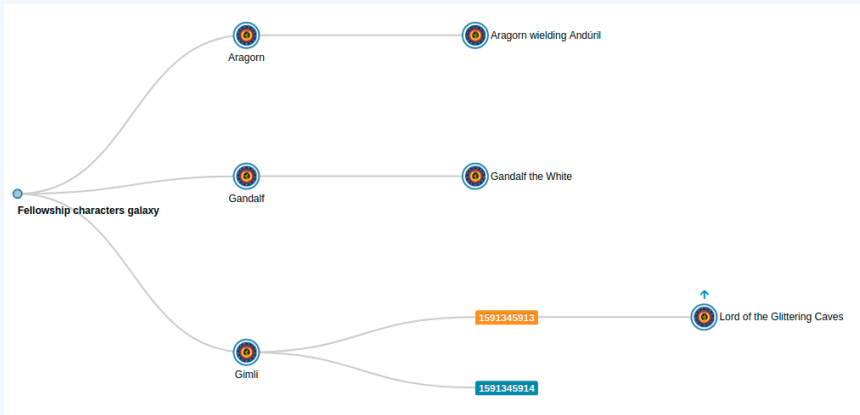 Aragorn
Aragorn wielding Andúril
Gandalf
Gandalf the White
Fellowship characters galaxy
1591345913
Lord of the Glittering Caves
Gimli
1591345914